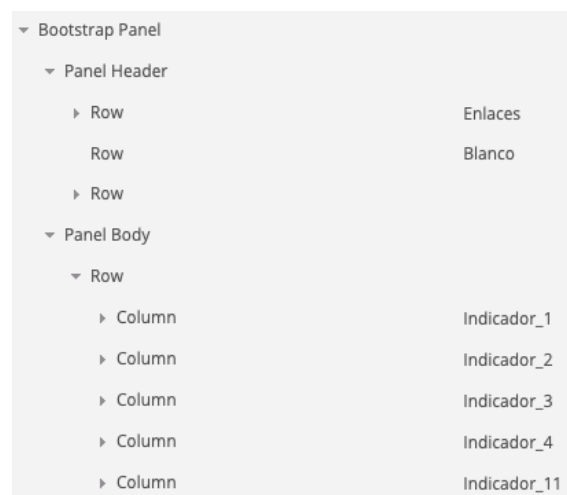 Bootstrap Panel
Panel Header
Row Enlaces
Row Blanco
Row
Panel Body
Row
Column Indicador_1
Column Indicador_2
Column Indicador_3
Column Indicador_4
Column Indicador_11